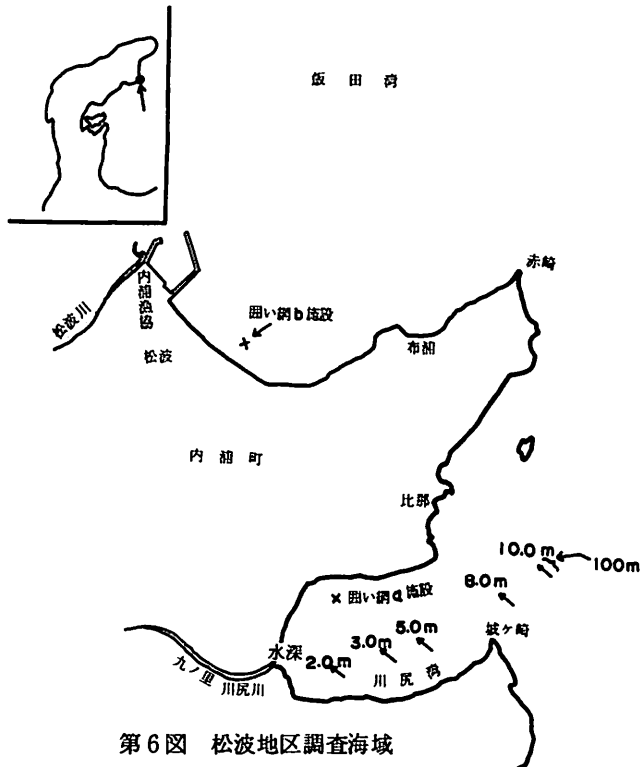 飯田湾
赤崎
松波川
内浦漁協
囲い網b施設
松波
布浦
内浦町
比那
10.0m
100m
8.0m
囲い網a施設
城ヶ崎
5.0m
3.0m
水深
2.0m
川尻湾
九ノ里
川尻川
第6図 松波地区調査海域